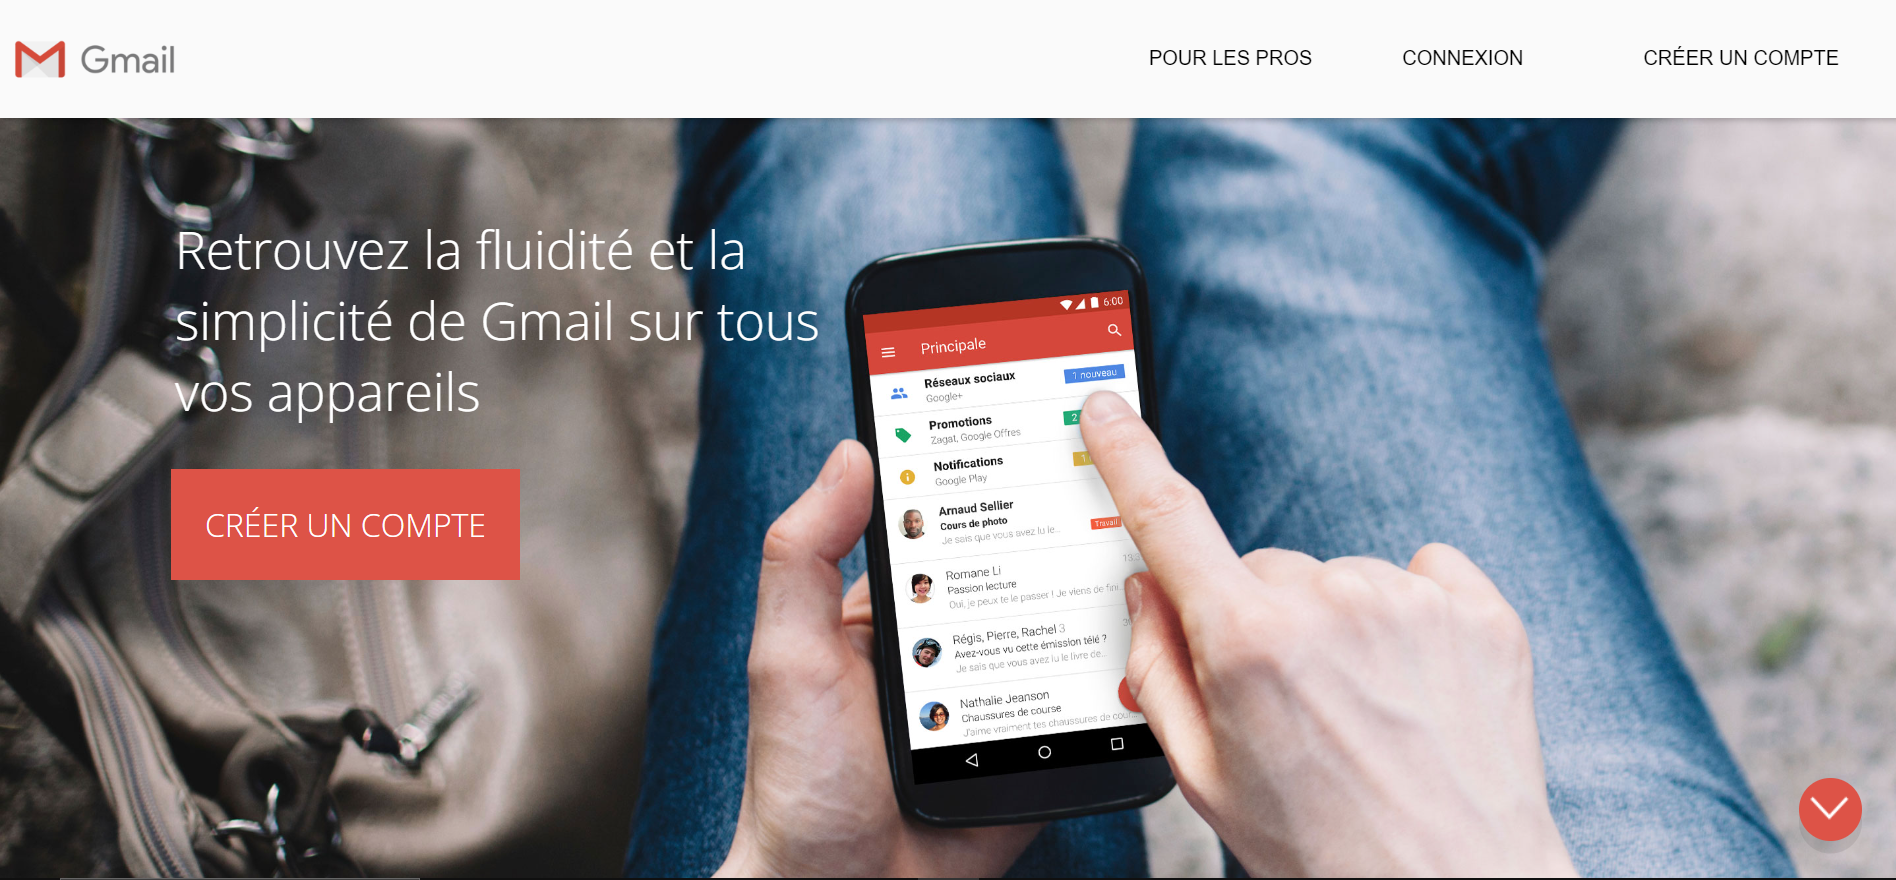 Gmail
POUR LES PROS
CONNEXION
CRÉER UN COMPTE
Retrouvez la fluidité et la
simplicité de Gmail sur tous
vos appareils
CRÉER UN COMPTE
6:00
Principale
Réseaux sociaux
1 nouveau
Google+
Promotions
2
Zagat, Google Offres
Notifications
1
Google Play
Arnaud Sellier
Cours de photo
Travail
Je sais que vous avez lu le...
Romane Li
Passion lecture
Oui, je peux te le passer ! Je viens de fini...
Régis, Pierre, Rachel 3
Avez-vous vu cette émission télé ?
Je sais que vous avez lu le livre de...
Nathalie Jeanson
Chaussures de course
J'aime vraiment tes chaussures de cour...